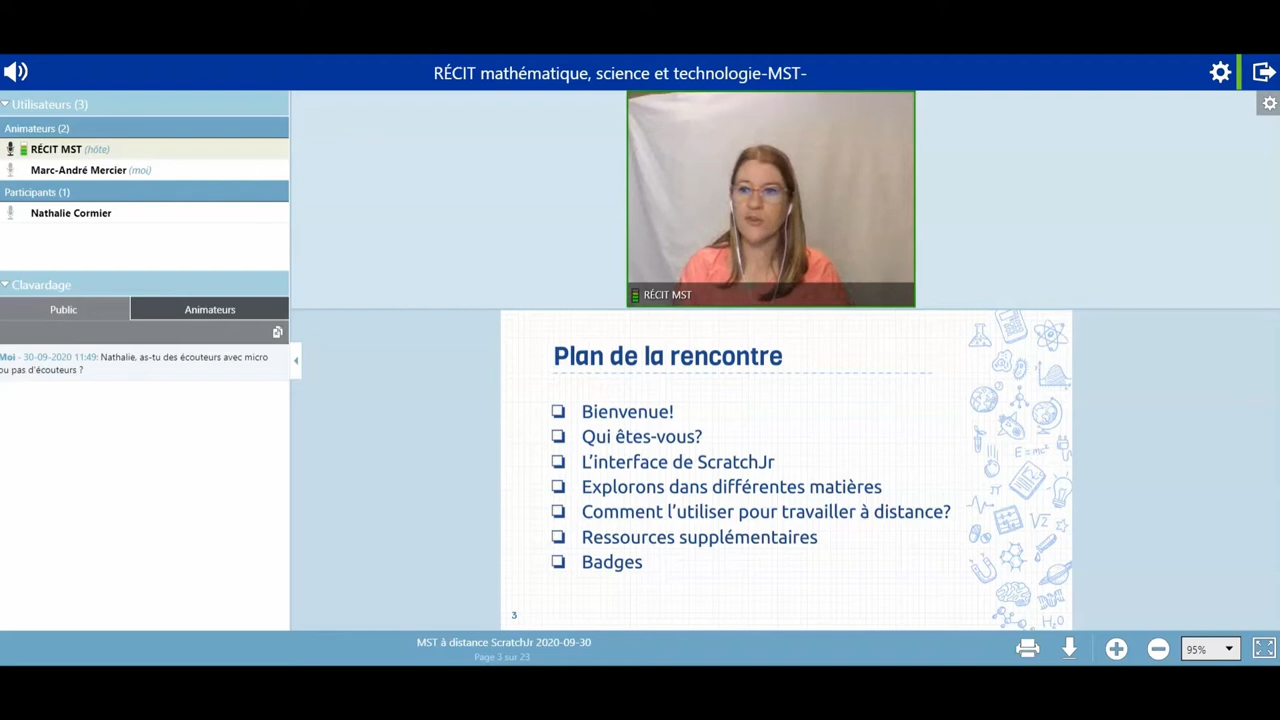 RÉCIT mathématique, science et technologie-MST-
Utilisateurs (3)
Animateurs (2)
RÉCIT MST (hôte)
Marc-André Mercier (moi)
Participants (1)
Nathalie Cormier
Clavardage
Public
Animateurs
Moi - 30-09-2020 11:49: Nathalie, as-tu des écouteurs avec micro
ou pas d'écouteurs ?
RÉCIT MST
Plan de la rencontre
Bienvenue!
Qui êtes-vous?
L'interface de ScratchJr
Explorons dans différentes matières
Comment l'utiliser pour travailler à distance?
Ressources supplémentaires
Badges
E=mc²
π
√2
H₂O
3
MST à distance ScratchJr 2020-09-30
Page 3 sur 23
95%